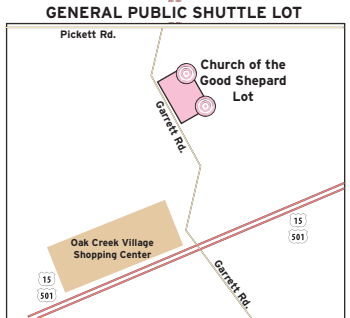 GENERAL PUBLIC SHUTTLE LOT
Pickett Rd.
Church of the
Good Shepard
Lot
Garrett Rd.
15
501
Oak Creek Village
Shopping Center
15
501
Garrett Rd.